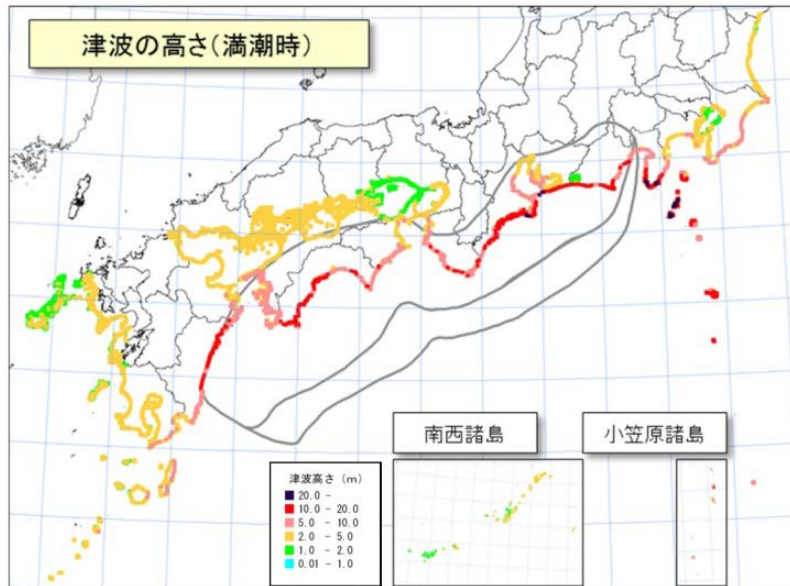 津波の高さ(満潮時)
南西諸島
小笠原諸島
津波高さ (m)
20.0 -
10.0 - 20.0
5.0 - 10.0
2.0 - 5.0
1.0 - 2.0
0.01 - 1.0